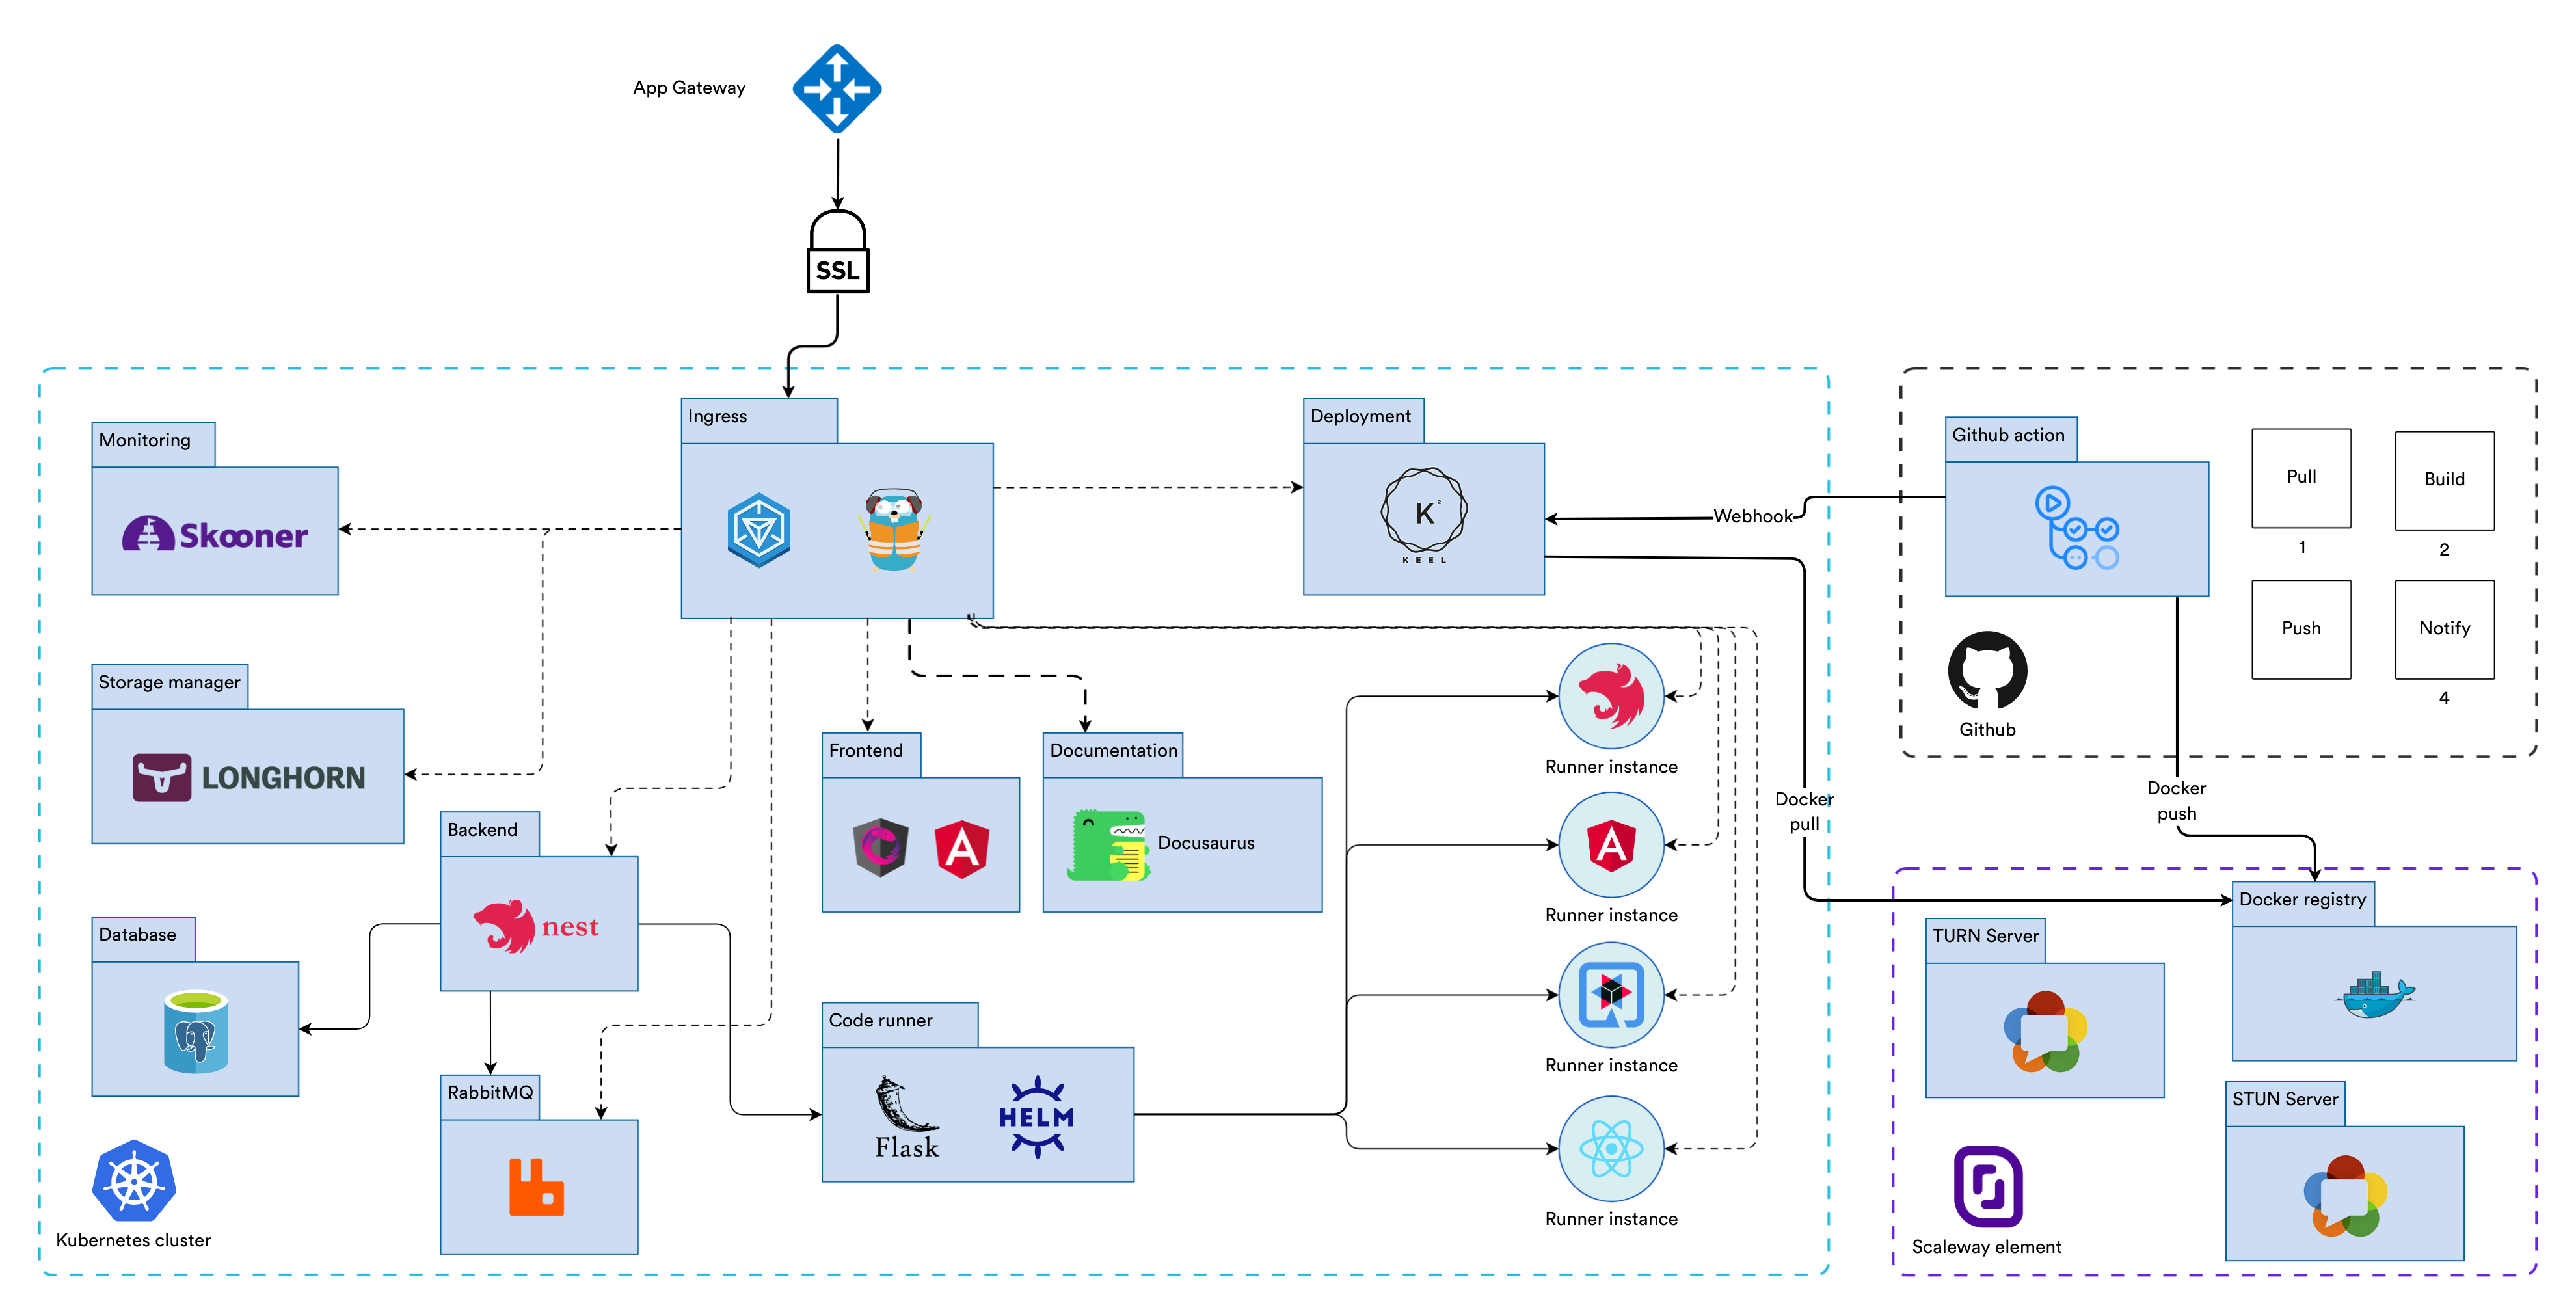 App Gateway
SSL
Ingress
Deployment
K²
KEEL
Monitoring
Skooner
Webhook
Github action
Pull
1
Build
2
Push
Notify
4
Github
Storage manager
LONGHORN
Frontend
Documentation
Docusaurus
Runner instance
Runner instance
Runner instance
Runner instance
Docker
pull
Docker
push
Backend
nest
Database
RabbitMQ
Code runner
Flask
HELM
Kubernetes cluster
Docker registry
TURN Server
STUN Server
Scaleway element